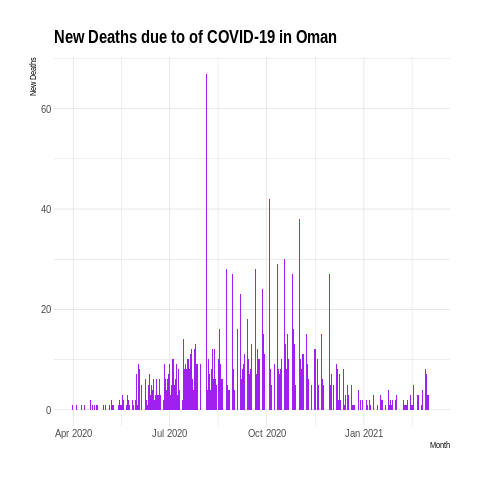 New Deaths due to of COVID-19 in Oman
New Deaths
60
40
20
0
Apr 2020 Jul 2020 Oct 2020 Jan 2021
Month